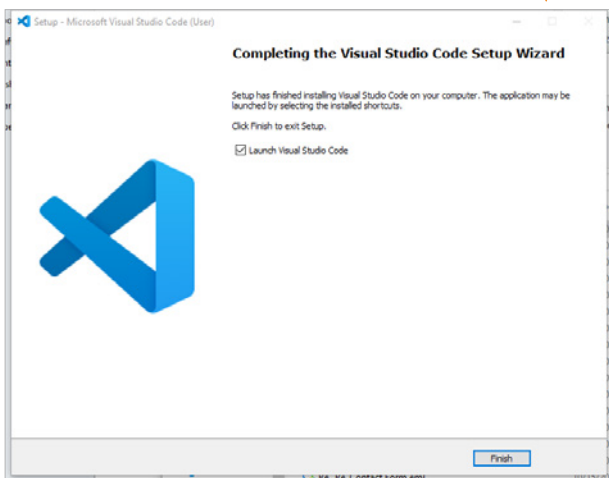 Setup - Microsoft Visual Studio Code (User)
Completing the Visual Studio Code Setup Wizard
Setup has finished installing Visual Studio Code on your computer. The application may be
launched by selecting the installed shortcuts.
Click Finish to exit Setup.
Launch Visual Studio Code
Finish